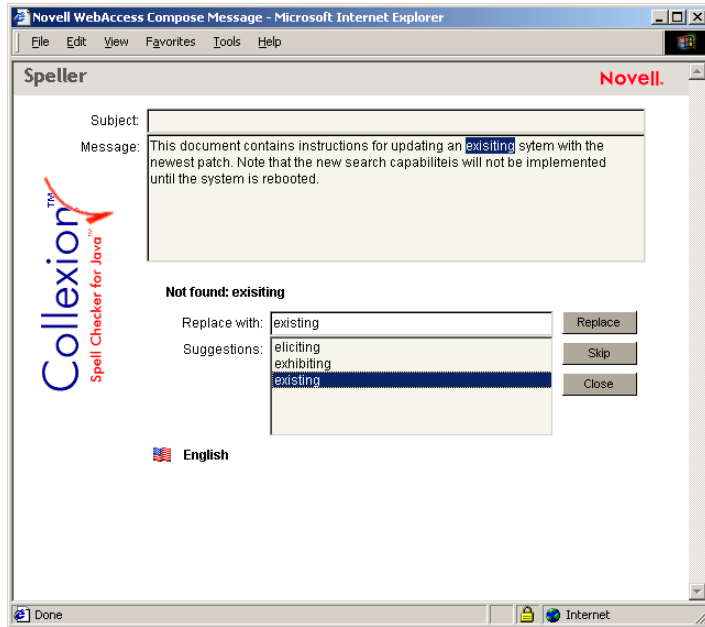 Novell WebAccess Compose Message - Microsoft Internet Explorer
File Edit View Favorites Tools Help
Speller
Novell.
Subject:
Message:
This document contains instructions for updating an exisiting sytem with the
newest patch. Note that the new search capabiliteis will not be implemented
until the system is rebooted.
Collexion™
Spell Checker for Java™
Not found: exisiting
Replace with: existing Replace
Suggestions: eliciting Skip
exhibiting
existing Close
English
Done Internet